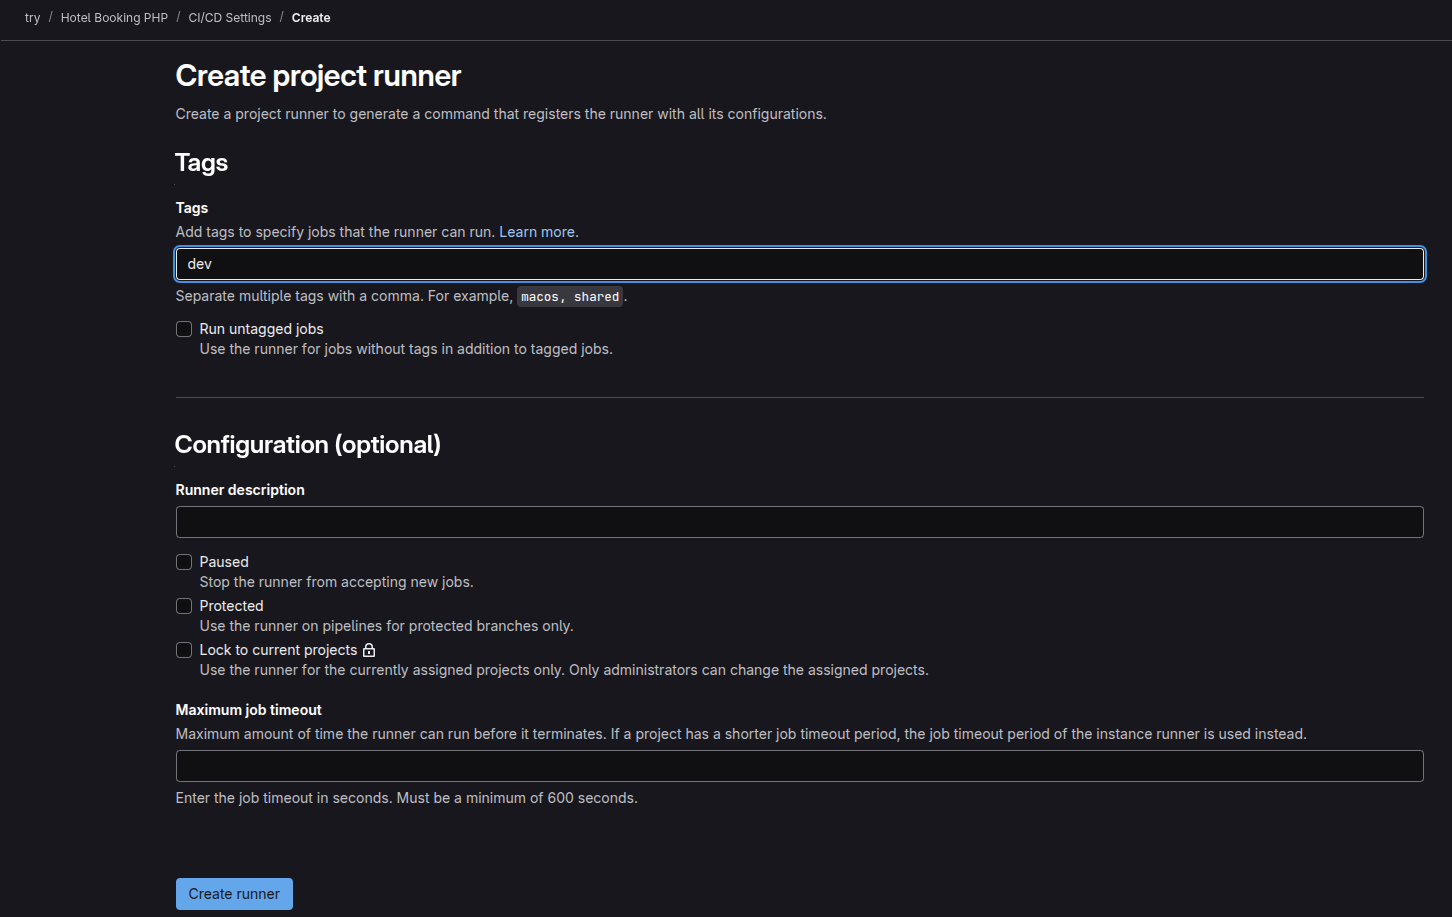 try / Hotel Booking PHP / CI/CD Settings / Create
Create project runner
Create a project runner to generate a command that registers the runner with all its configurations.
Tags
Tags
Add tags to specify jobs that the runner can run. Learn more.
dev
Separate multiple tags with a comma. For example, macos, shared.
Run untagged jobs
Use the runner for jobs without tags in addition to tagged jobs.
Configuration (optional)
Runner description
Paused
Stop the runner from accepting new jobs.
Protected
Use the runner on pipelines for protected branches only.
Lock to current projects
Use the runner for the currently assigned projects only. Only administrators can change the assigned projects.
Maximum job timeout
Maximum amount of time the runner can run before it terminates. If a project has a shorter job timeout period, the job timeout period of the instance runner is used instead.
Enter the job timeout in seconds. Must be a minimum of 600 seconds.
Create runner